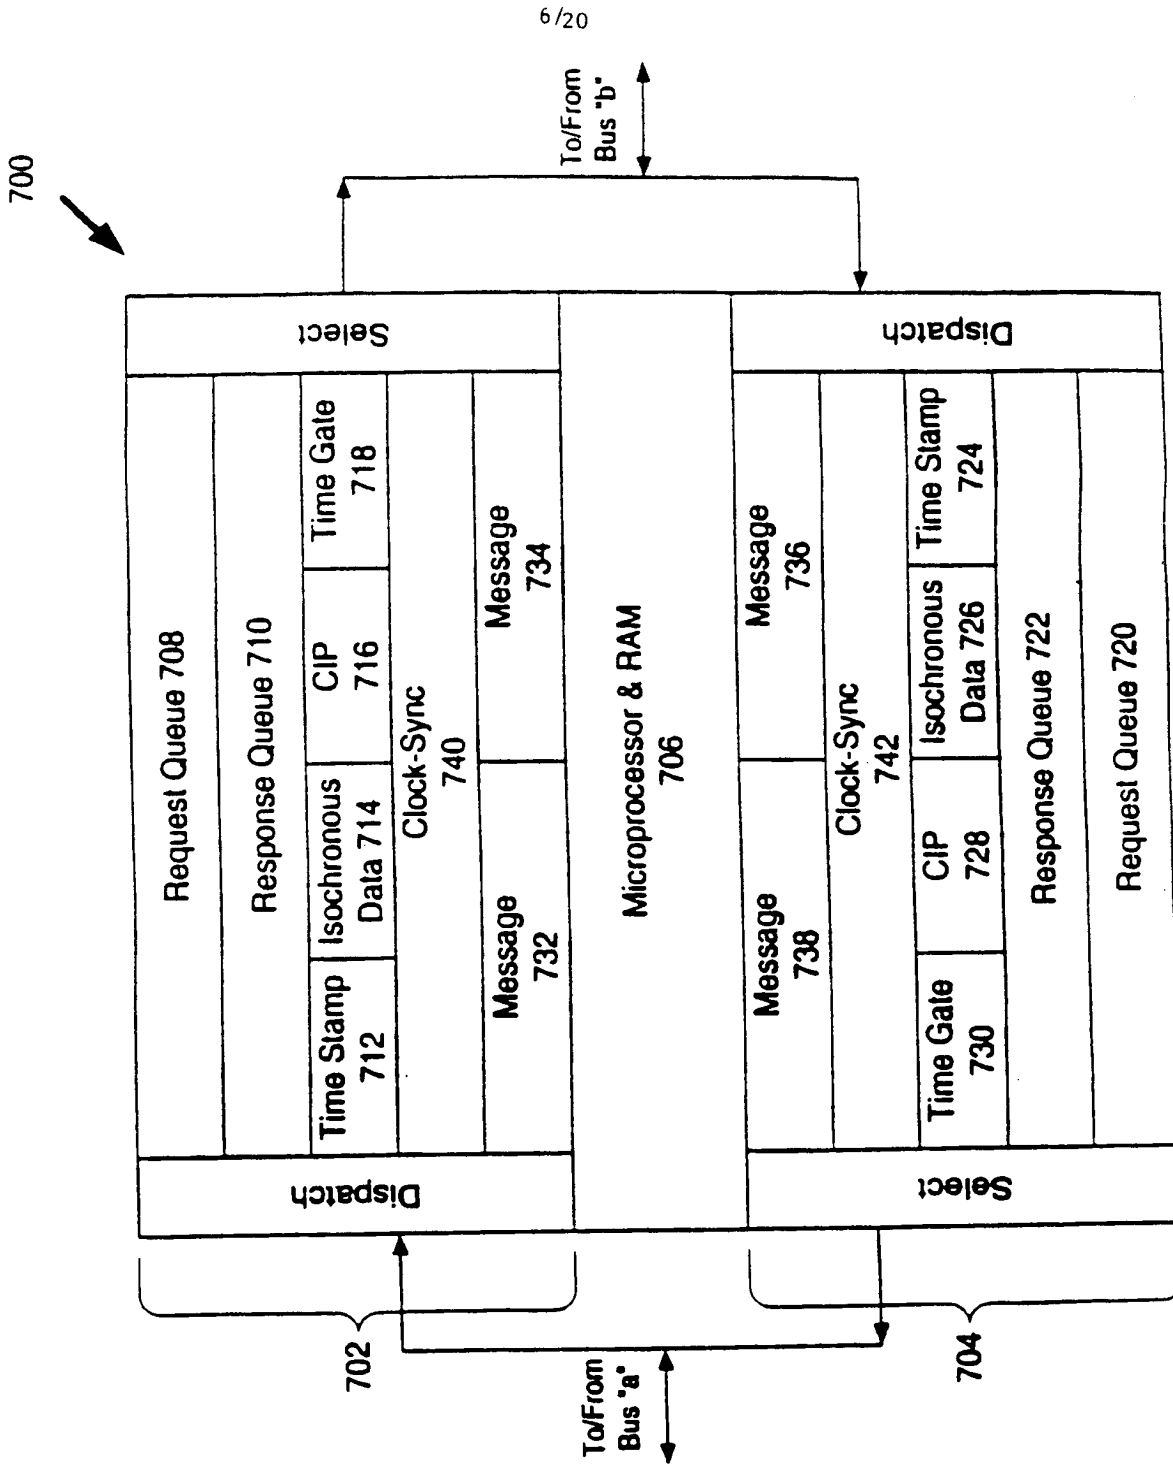 6/20
700
To/From
Bus "b"
Select
Request Queue 708
Response Queue 710
Time Stamp
712
Isochronous
Data 714
CIP
716
Time Gate
718
Clock-Sync
740
Message
732
Message
734
Dispatch
702
Microprocessor & RAM
706
Dispatch
Message
738
Message
736
Clock-Sync
742
Time Gate
730
CIP
728
Isochronous
Data 726
Time Stamp
724
Response Queue 722
Request Queue 720
Select
704
To/From
Bus "a"